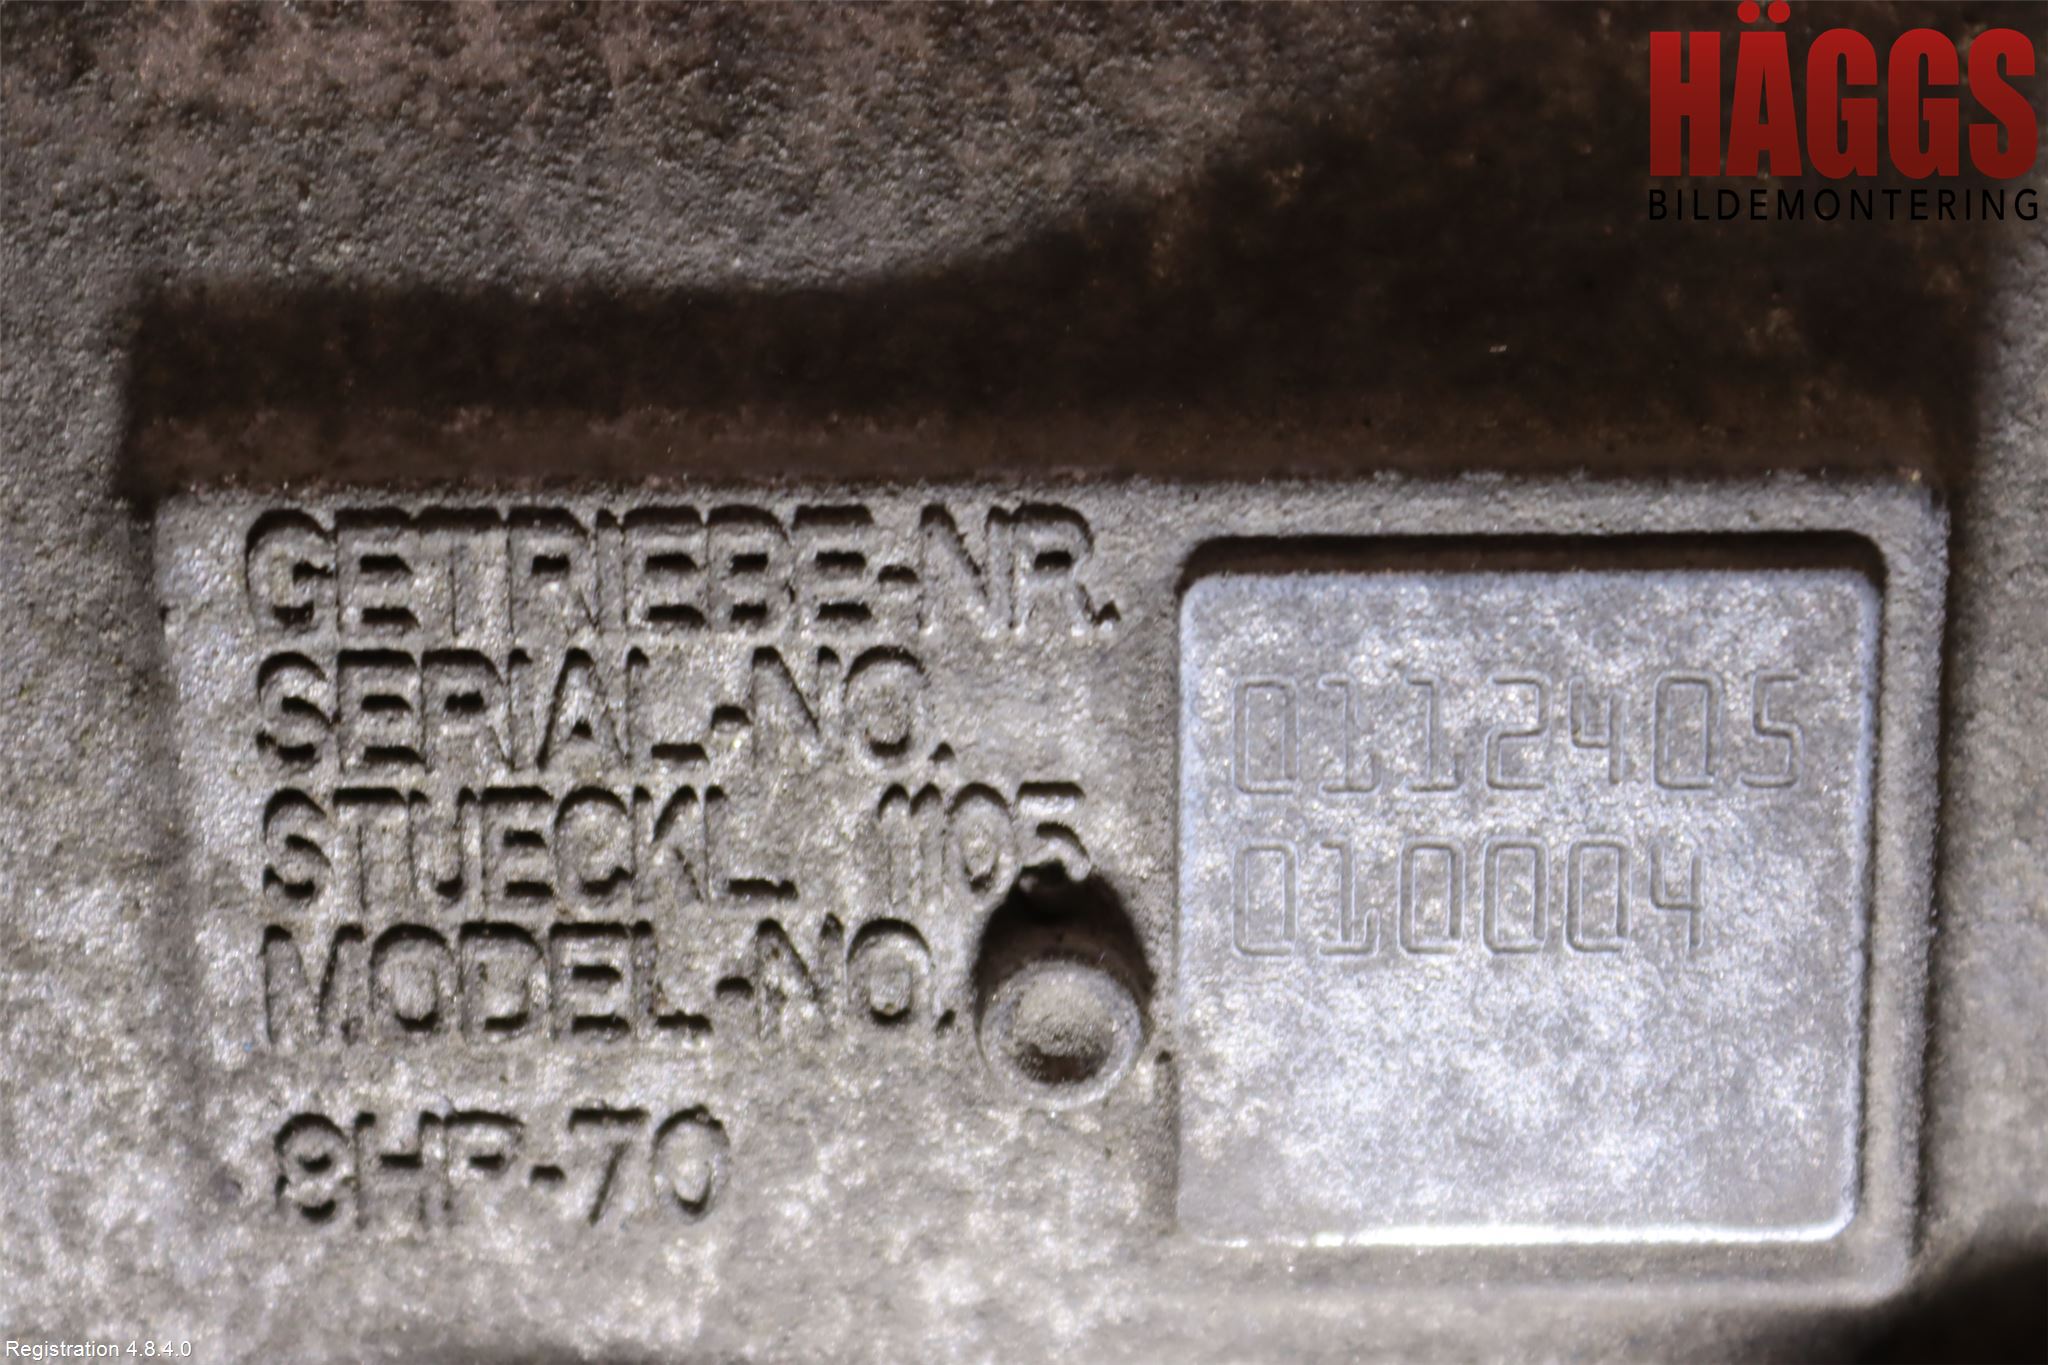 HÄGGS
BILDEMONTERING
GETRIEBE-NR.
SERIAL-NO.
STUECKL. 1105
MODEL-NO.
8HP-70
0112405
010004
Registration 4.8.4.0